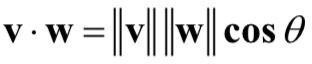 v · w = ‖v‖ ‖w‖ cos θ